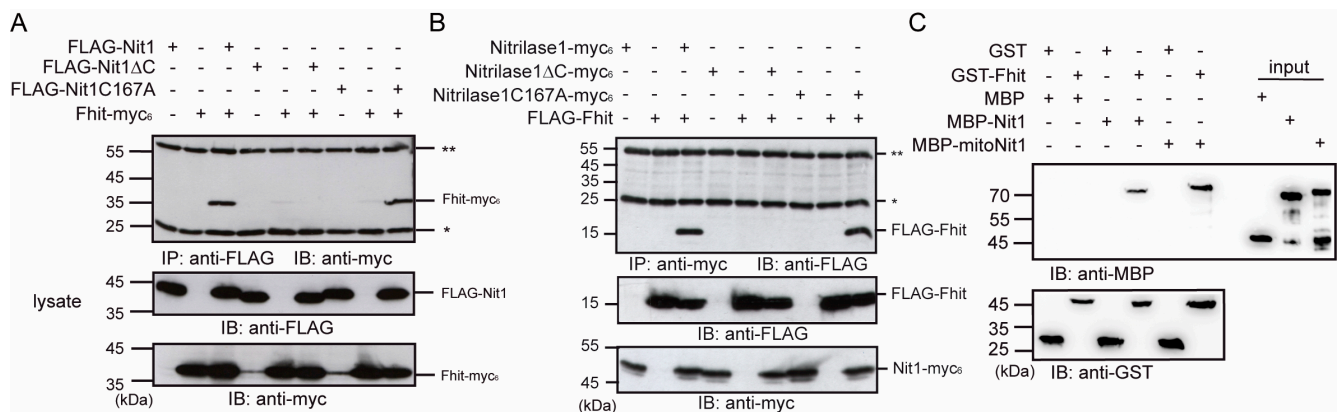 A
FLAG-Nit1 + - + - - - - - -
FLAG-Nit1ΔC - - - + - + - - -
FLAG-Nit1C167A - - - - - - + - +
Fhit-myc₆ - + + - + + - + +
55
45
35
25
**
Fhit-myc₆
*
IP: anti-FLAG IB: anti-myc
lysate
45
35
FLAG-Nit1
IB: anti-FLAG
45
35
Fhit-myc₆
(kDa)
IB: anti-myc
B
Nitrilase1-myc₆ + - + - - - - - -
Nitrilase1ΔC-myc₆ - - - + - + - - -
Nitrilase1C167A-myc₆ - - - - - - + - +
FLAG-Fhit - + + - + + - + +
55
45
35
25
15
**
*
FLAG-Fhit
IP: anti-myc IB: anti-FLAG
15
FLAG-Fhit
IB: anti-FLAG
55
45
Nit1-myc₆
(kDa)
IB: anti-myc
C
GST + - + - + -
GST-Fhit - + - + - + input
MBP + + - - - - +
MBP-Nit1 - - + + - - +
MBP-mitoNit1 - - - - + + +
70
55
45
IB: anti-MBP
45
35
25
(kDa)
IB: anti-GST